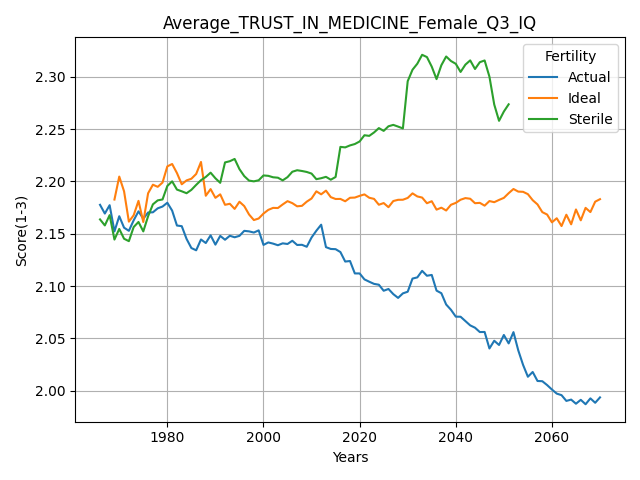 Average_TRUST_IN_MEDICINE_Female_Q3_IQ
Fertility
Actual
Ideal
Sterile
Score(1-3)
2.30
2.25
2.20
2.15
2.10
2.05
2.00
1980
2000
2020
2040
2060
Years